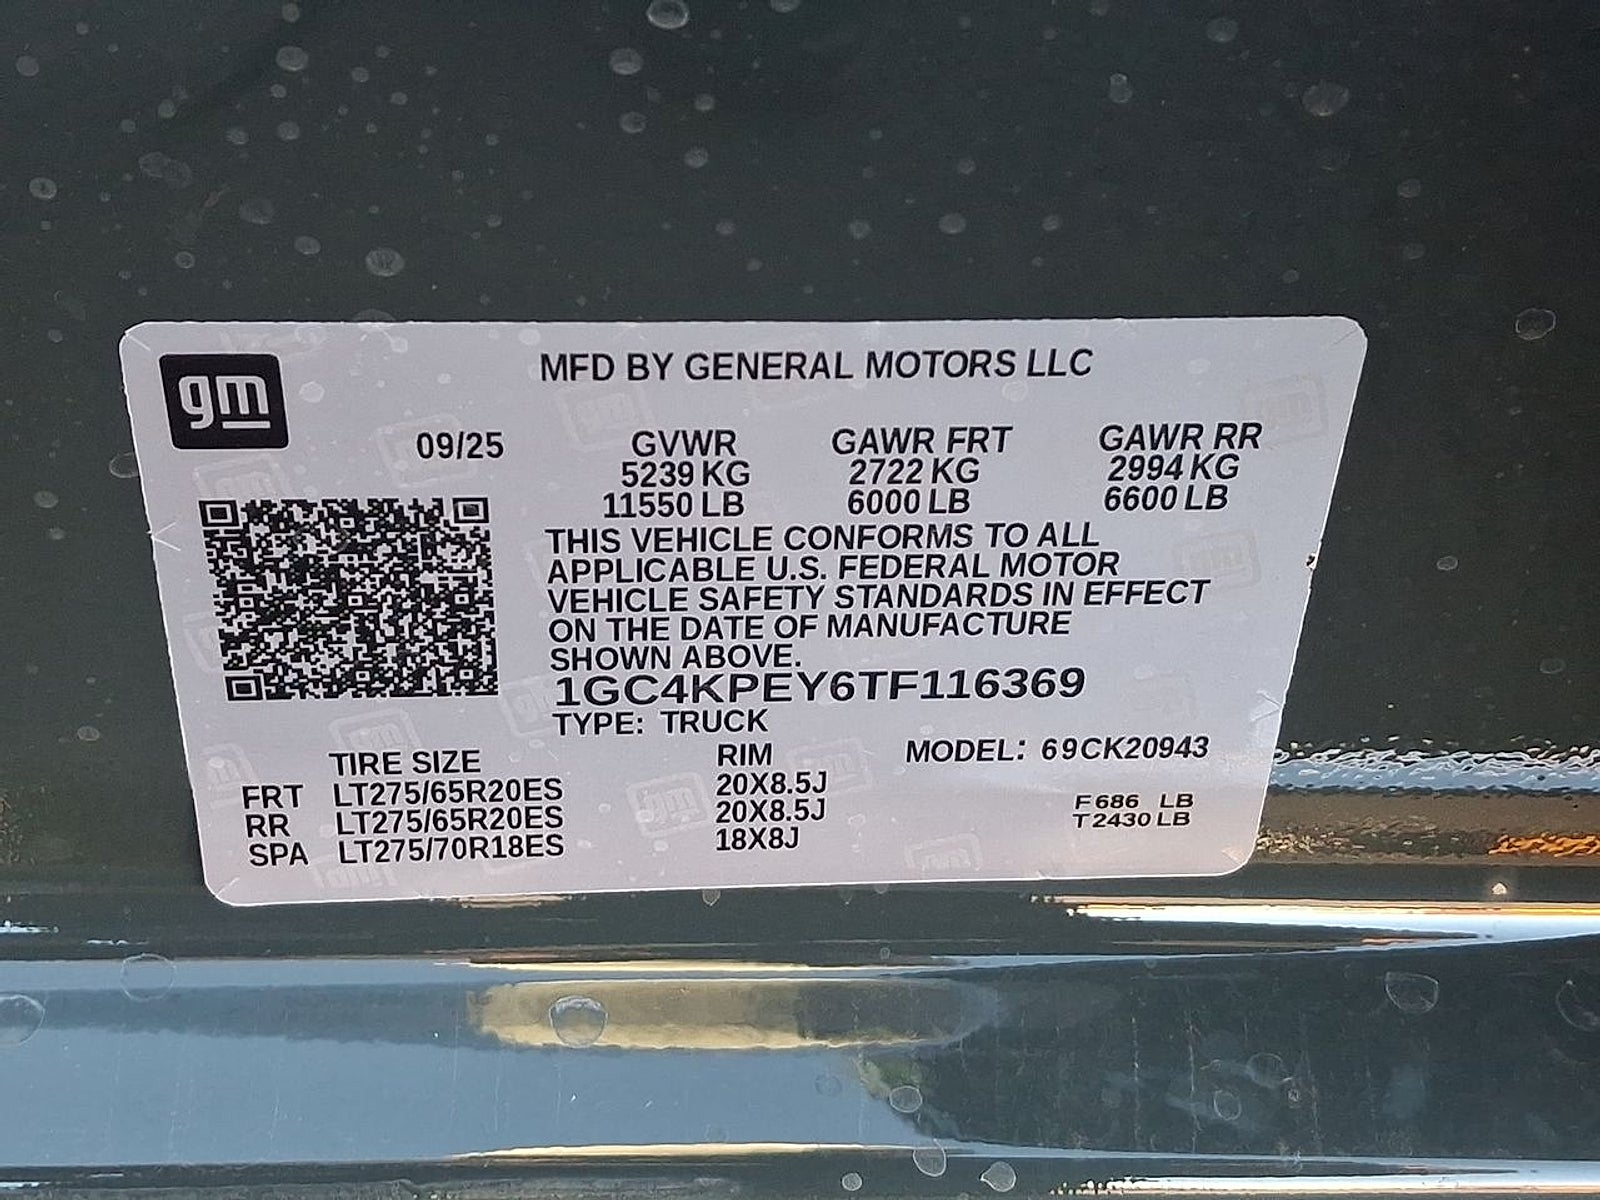 gm
MFD BY GENERAL MOTORS LLC
09/25 GVWR GAWR FRT GAWR RR
5239 KG 2722 KG 2994 KG
11550 LB 6000 LB 6600 LB
THIS VEHICLE CONFORMS TO ALL
APPLICABLE U.S. FEDERAL MOTOR
VEHICLE SAFETY STANDARDS IN EFFECT
ON THE DATE OF MANUFACTURE
SHOWN ABOVE.
1GC4KPEY6TF116369
TYPE: TRUCK
TIRE SIZE RIM MODEL: 69CK20943
FRT LT275/65R20ES 20X8.5J
RR LT275/65R20ES 20X8.5J
SPA LT275/70R18ES 18X8J
F 686 LB
T 2430 LB